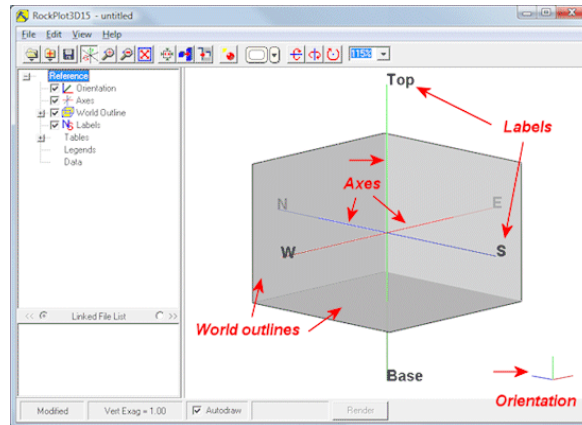 RockPlot3D15 - untitled
File Edit View Help
115%
Reference
Orientation
Axes
World Outline
Labels
Tables
Legends
Data
Top
Labels
Axes
N
E
W
S
World outlines
<< Linked File List >>
Base
Orientation
Modified
Vert Exag = 1.00
Autodraw
Render